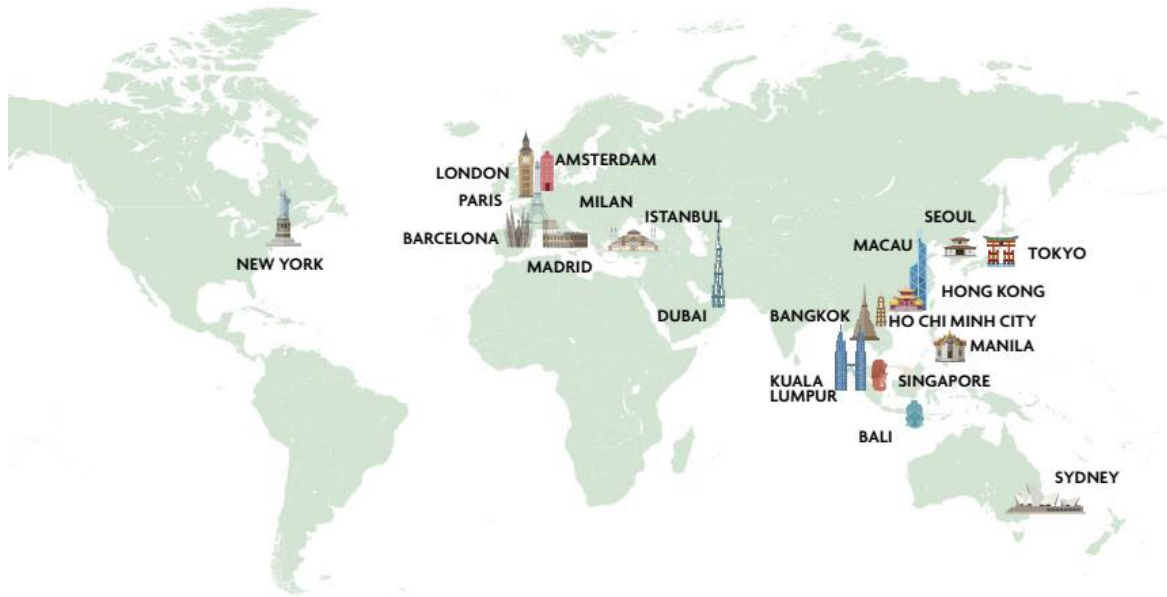 AMSTERDAM
LONDON
PARIS
MILAN
ISTANBUL
SEOUL
BARCELONA
MACAU
TOKYO
NEW YORK
MADRID
HONG KONG
DUBAI
BANGKOK
HO CHI MINH CITY
MANILA
KUALA
LUMPUR
SINGAPORE
BALI
SYDNEY